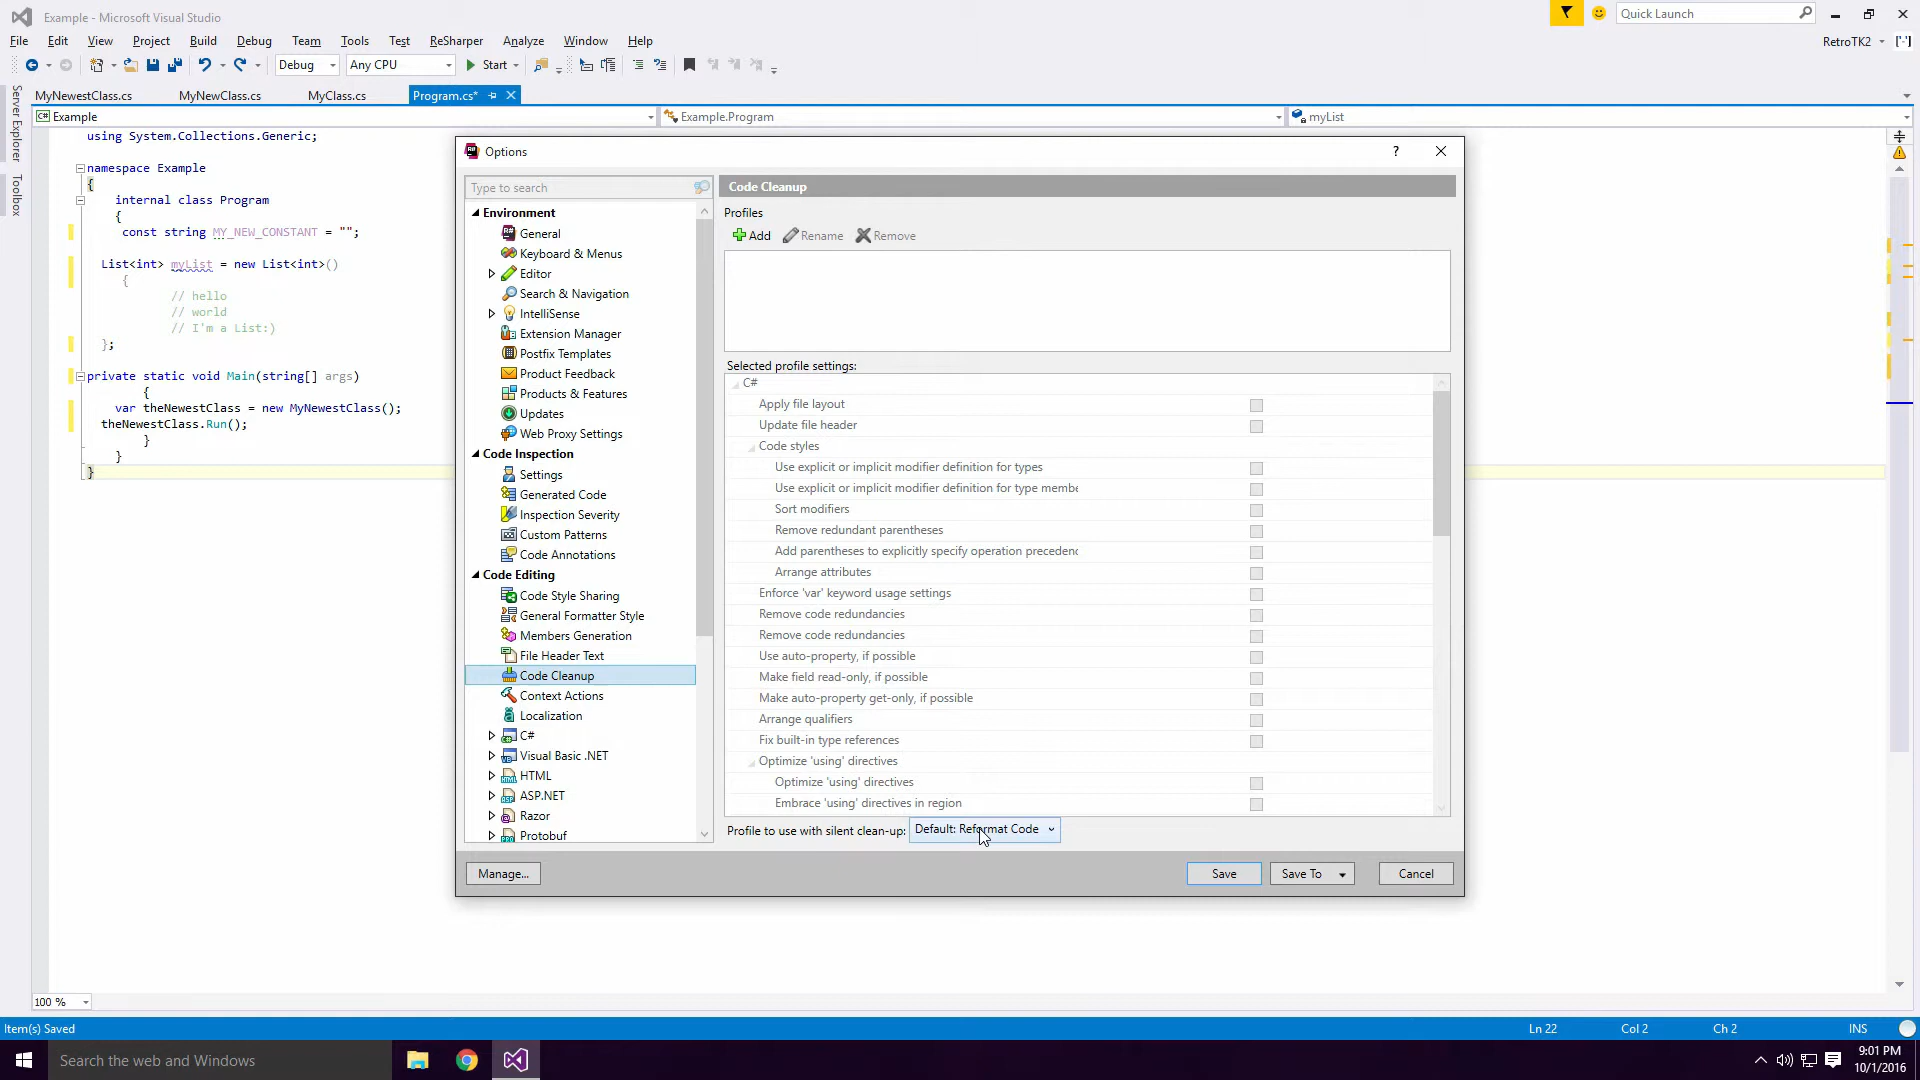 Example - Microsoft Visual Studio
Quick Launch
File Edit View Project Build Debug Team Tools Test ReSharper Analyze Window Help
RetroTK2
Debug Any CPU Start
MyNewestClass.cs MyNewClass.cs MyClass.cs Program.cs*
C# Example Example.Program myList
Server Explorer
Toolbox
using System.Collections.Generic;
namespace Example
{
internal class Program
{
const string MY_NEW_CONSTANT = "";
List<int> myList = new List<int>()
{
// hello
// world
// I'm a List:)
};
private static void Main(string[] args)
{
var theNewestClass = new MyNewestClass();
theNewestClass.Run();
}
}
}
Options
?
Type to search
Environment
General
Keyboard & Menus
Editor
Search & Navigation
IntelliSense
Extension Manager
Postfix Templates
Product Feedback
Products & Features
Updates
Web Proxy Settings
Code Inspection
Settings
Generated Code
Inspection Severity
Custom Patterns
Code Annotations
Code Editing
Code Style Sharing
General Formatter Style
Members Generation
File Header Text
Code Cleanup
Context Actions
Localization
C#
Visual Basic .NET
HTML
ASP.NET
Razor
Protobuf
Code Cleanup
Profiles
Add Rename Remove
Selected profile settings:
C#
Apply file layout
Update file header
Code styles
Use explicit or implicit modifier definition for types
Use explicit or implicit modifier definition for type membe
Sort modifiers
Remove redundant parentheses
Add parentheses to explicitly specify operation precedenc
Arrange attributes
Enforce 'var' keyword usage settings
Remove code redundancies
Remove code redundancies
Use auto-property, if possible
Make field read-only, if possible
Make auto-property get-only, if possible
Arrange qualifiers
Fix built-in type references
Optimize 'using' directives
Optimize 'using' directives
Embrace 'using' directives in region
Profile to use with silent clean-up: Default: Reformat Code
Manage... Save Save To Cancel
100 %
Item(s) Saved Ln 22 Col 2 Ch 2 INS
Search the web and Windows
9:01 PM
10/1/2016